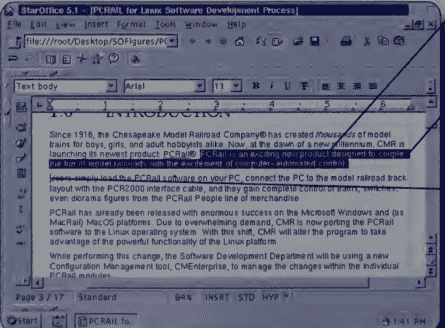 StarOffice 5.1 - [PCRAIL for Linux Software Development Process]
File Edit View Insert Format Tools Window Help
file:///root/Desktop/SOFigures/PC
Text body Arial 11 B i U T
1.0 INTRODUCTION
Since 1916, the Chesapeake Model Railroad Company® has created thousands of model
trains for boys, girls, and adult hobbyists alike. Now, at the dawn of a new millennium, CMR is
launching its newest product, PCRail® PCRail is an exciting new product designed to couple
the fun of model railroads with the excitement of computer-automated control.
Users simply load the PCRail software on your PC, connect the PC to the model railroad track
layout with the PCR2000 interface cable, and they gain complete control of trains, switches,
even diorama figures from the PCRail People line of merchandise
PCRail has already been released with enormous success on the Microsoft Windows and (as
MacRail) MacOS platforms. Due to overwhelming demand, CMR is now porting the PCRail
software to the Linux operating system. With this shift, CMR will alter the program to take
advantage of the powerful functionality of the Linux platform.
While performing this change, the Software Development Department will be using a new
Configuration Management tool, CMEnterprise, to manage the changes within the individual
PCRail modules
Page 3 / 17 Standard 84% INSRT STD HYP
Start PCRAIL fo. 1:01 PM